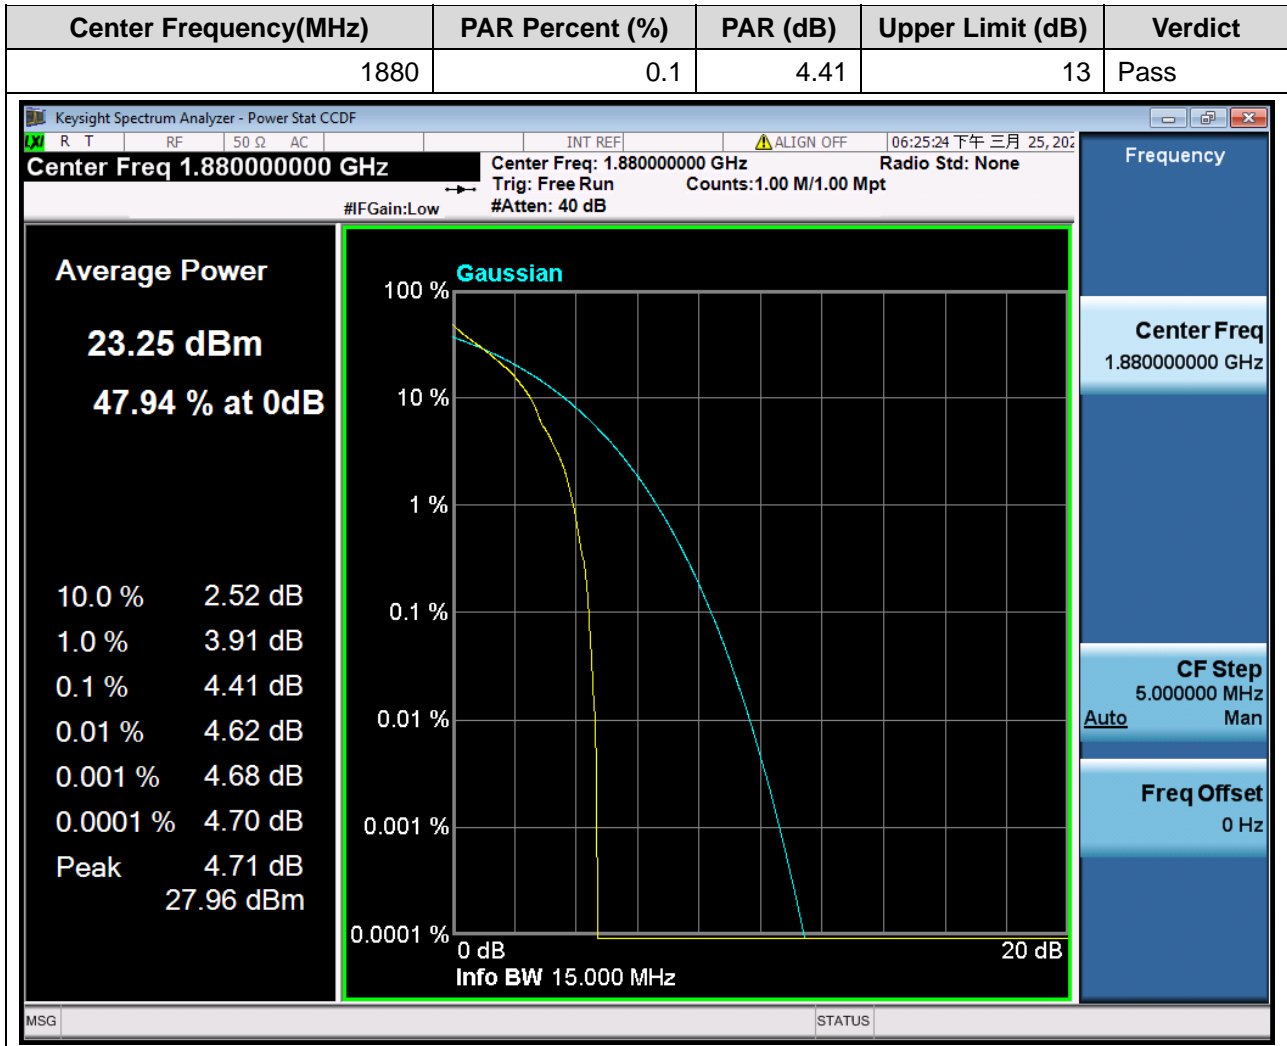 Center Frequency(MHz) PAR Percent (%) PAR (dB) Upper Limit (dB) Verdict
1880 0.1 4.41 13 Pass
Keysight Spectrum Analyzer - Power Stat CCDF
LXI R T RF 50 Ω AC INT REF ALIGN OFF 06:25:24 下午 三月 25, 202
Center Freq 1.880000000 GHz
Center Freq: 1.880000000 GHz Radio Std: None
Trig: Free Run Counts:1.00 M/1.00 Mpt
#IFGain:Low #Atten: 40 dB
Frequency
Average Power
23.25 dBm
47.94 % at 0dB
10.0 % 2.52 dB
1.0 % 3.91 dB
0.1 % 4.41 dB
0.01 % 4.62 dB
0.001 % 4.68 dB
0.0001 % 4.70 dB
Peak 4.71 dB
27.96 dBm
Gaussian
100 %
10 %
1 %
0.1 %
0.01 %
0.001 %
0.0001 %
0 dB 20 dB
Info BW 15.000 MHz
Center Freq
1.880000000 GHz
CF Step
5.000000 MHz
Auto Man
Freq Offset
0 Hz
MSG STATUS